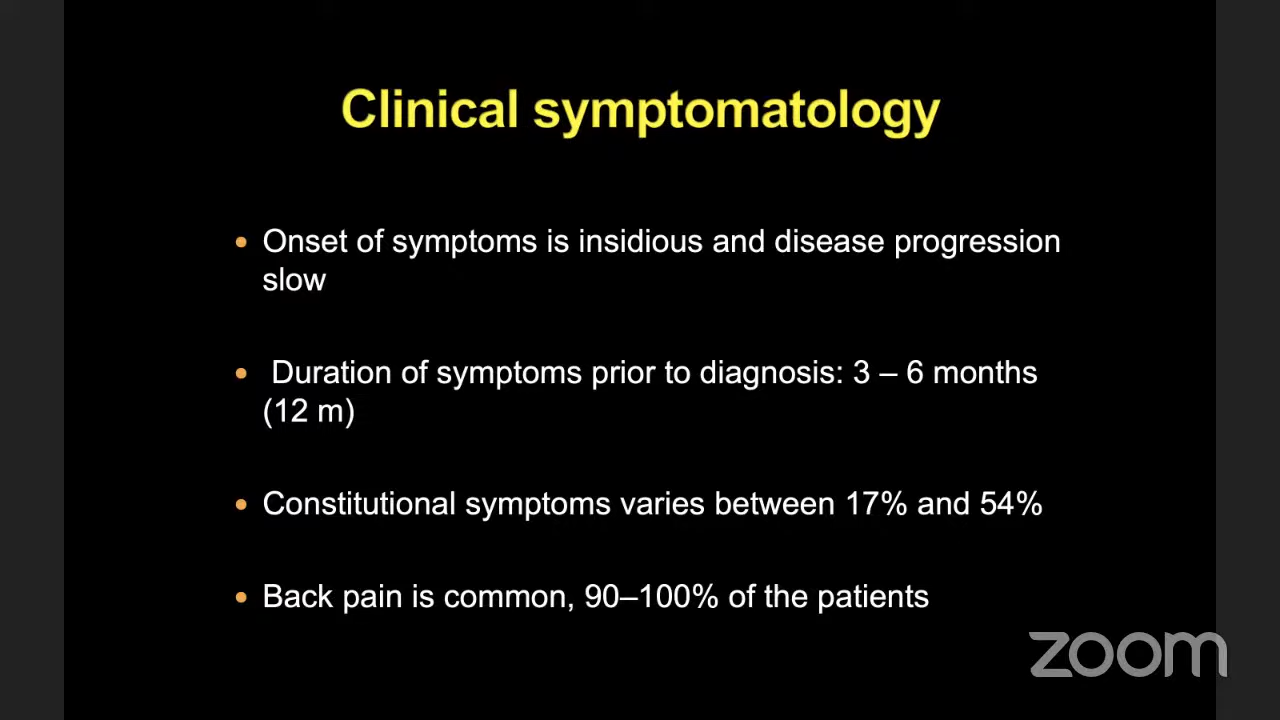 Clinical symptomatology
• Onset of symptoms is insidious and disease progression
slow
• Duration of symptoms prior to diagnosis: 3 – 6 months
(12 m)
• Constitutional symptoms varies between 17% and 54%
• Back pain is common, 90–100% of the patients
zoom